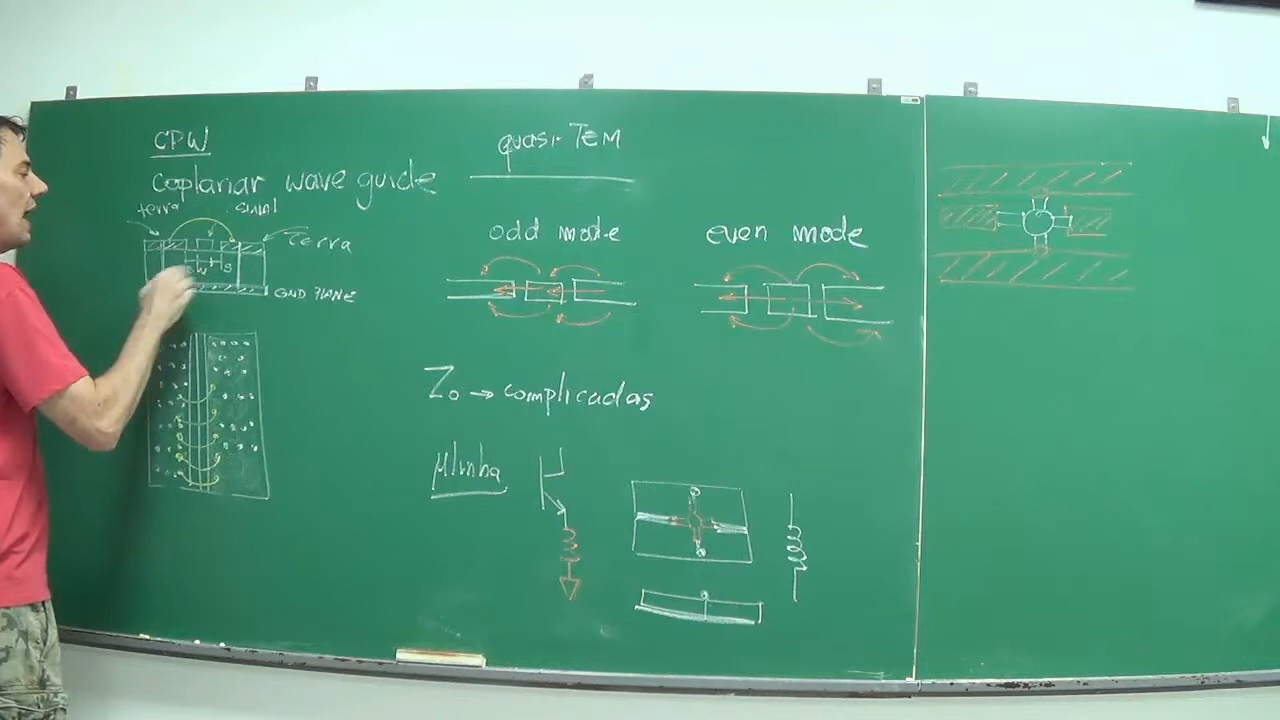 CPW
coplanar wave guide
terra sinal
terra
W S
GND PLANE
quasi-TEM
odd mode even mode
Z₀ → complicadas
μlinha